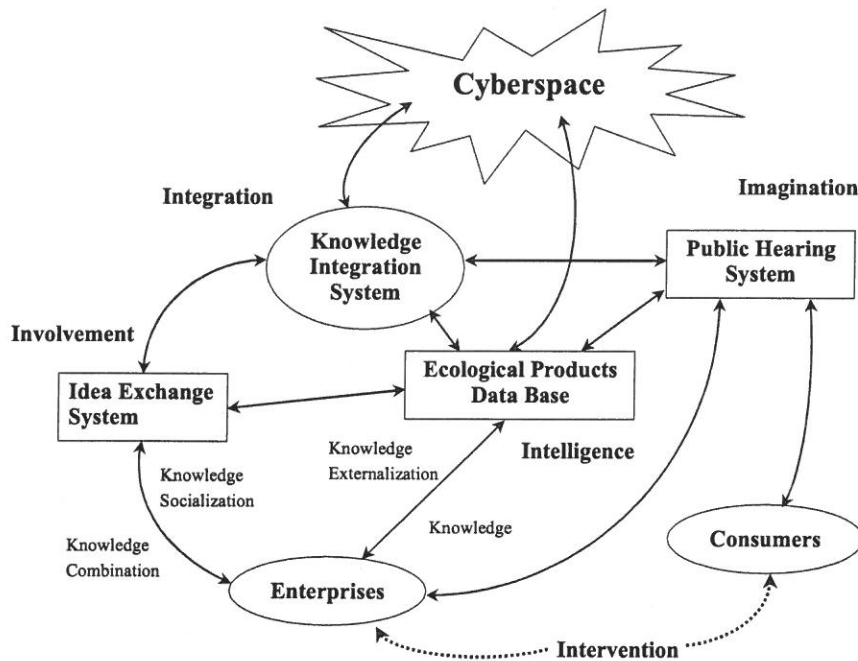 Cyberspace
Integration
Imagination
Knowledge
Integration
System
Public Hearing
System
Involvement
Idea Exchange
System
Ecological Products
Data Base
Knowledge
Externalization
Intelligence
Knowledge
Socialization
Knowledge
Knowledge
Combination
Enterprises
Consumers
Intervention